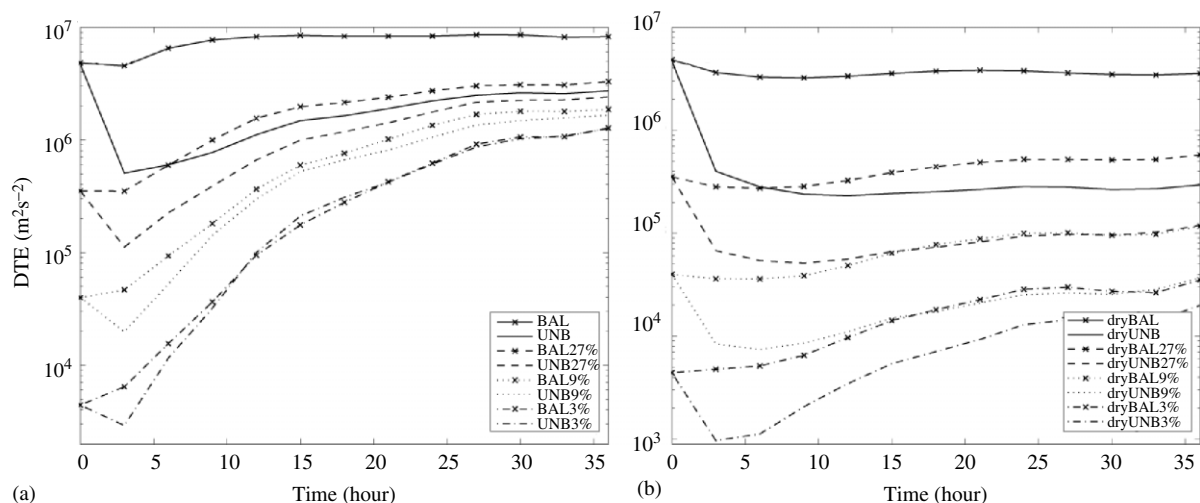 10⁷
10⁶
10⁵
10⁴
DTE (m²s⁻²)
0 5 10 15 20 25 30 35
Time (hour)
(a)
BAL
UNB
BAL27%
UNB27%
BAL9%
UNB9%
BAL3%
UNB3%
10⁷
10⁶
10⁵
10⁴
10³
0 5 10 15 20 25 30 35
Time (hour)
(b)
dryBAL
dryUNB
dryBAL27%
dryUNB27%
dryBAL9%
dryUNB9%
dryBAL3%
dryUNB3%